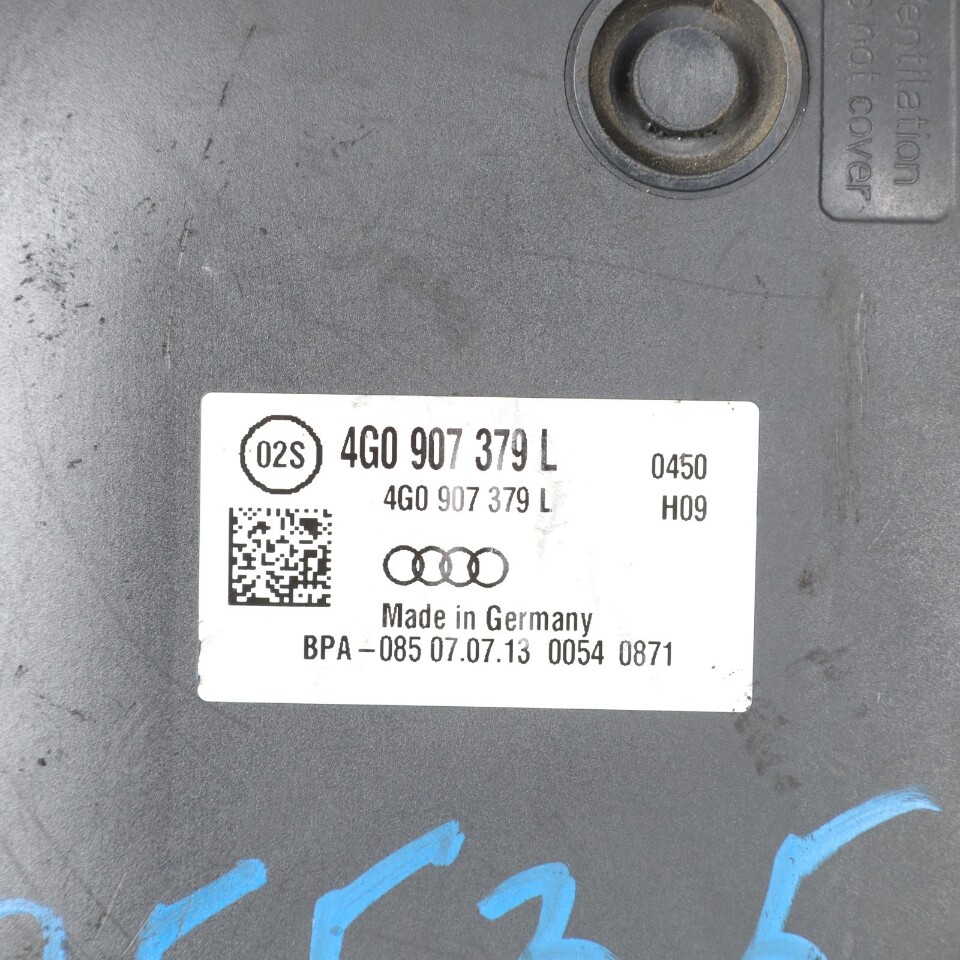 ventilation
not cover
02S
4G0 907 379 L
0450
4G0 907 379 L
H09
Made in Germany
BPA-085 07.07.13 0054 0871